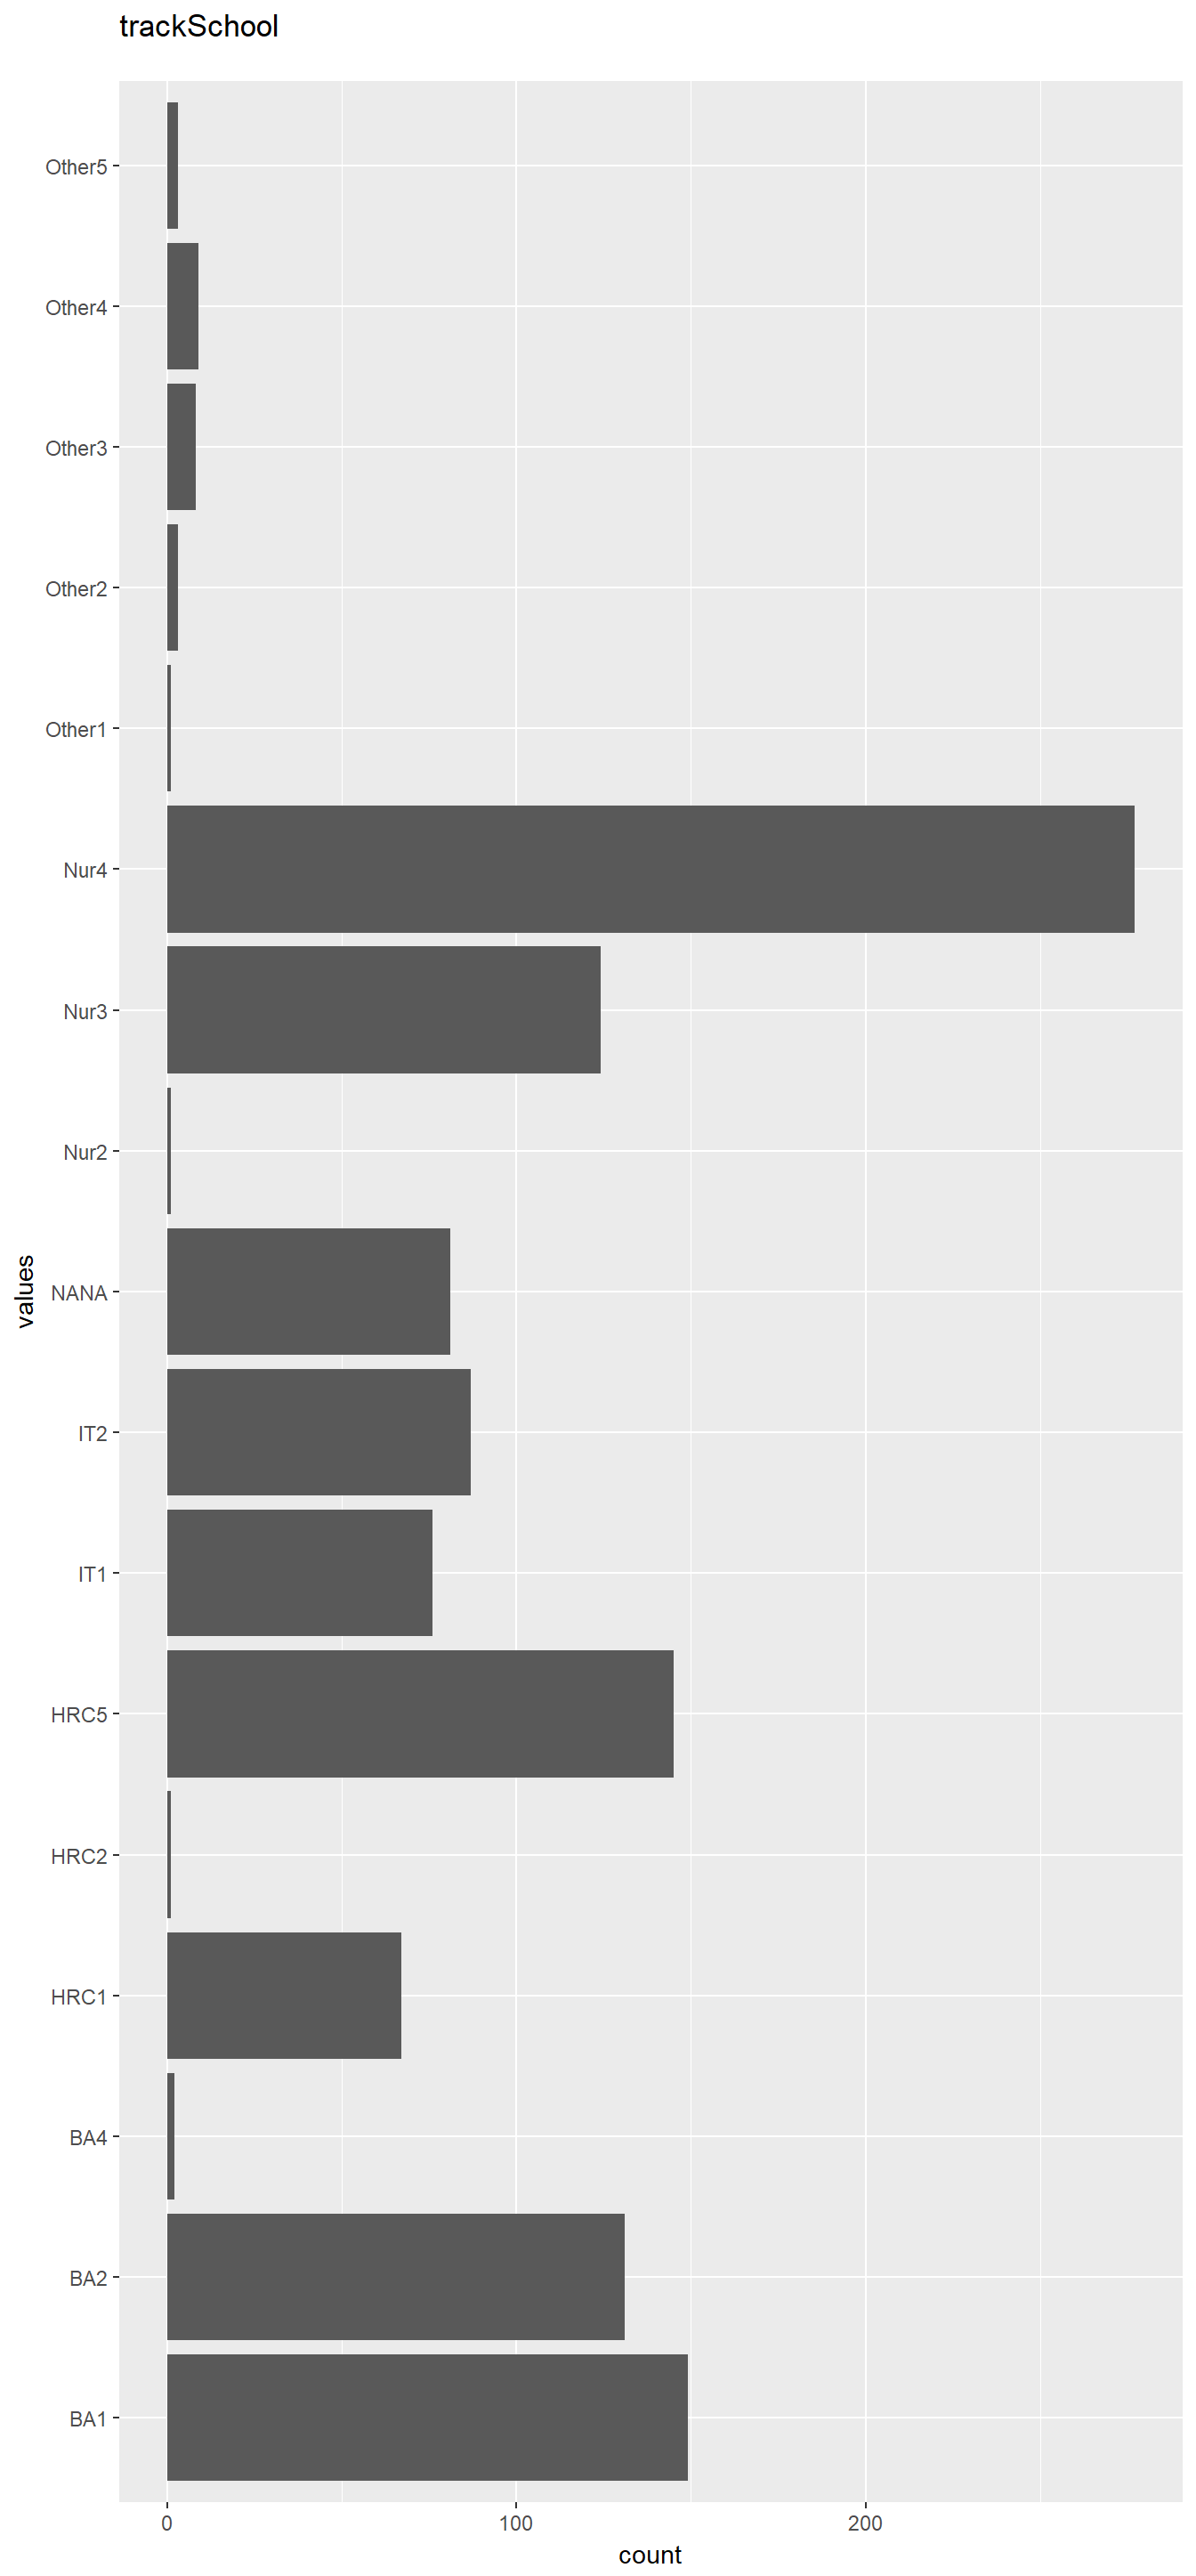 trackSchool
Other5
Other4
Other3
Other2
Other1
Nur4
Nur3
Nur2
NANA
IT2
IT1
HRC5
HRC2
HRC1
BA4
BA2
BA1
values
0 100 200
count